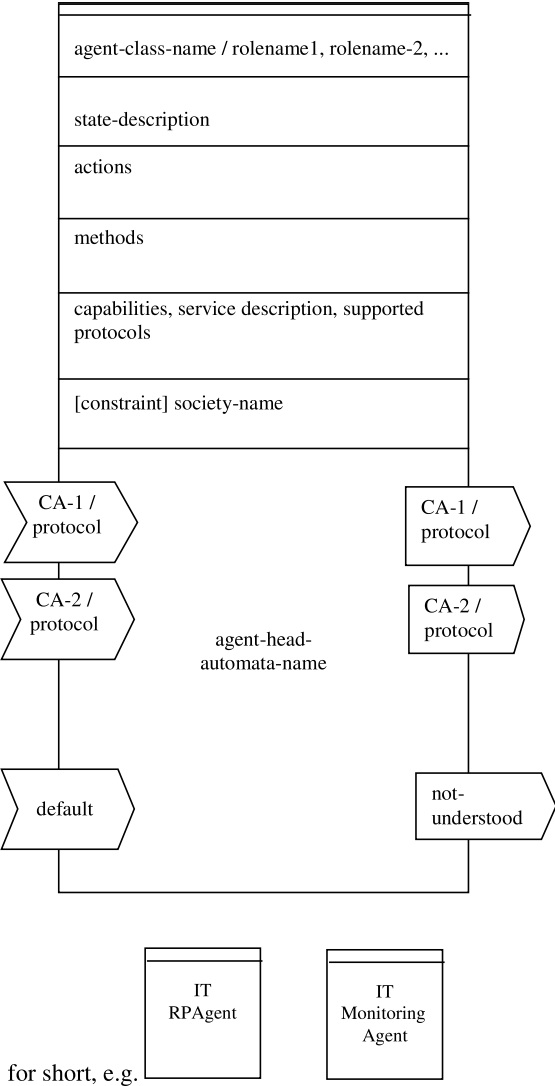 agent-class-name / rolename1, rolename-2, ...
state-description
actions
methods
capabilities, service description, supported
protocols
[constraint] society-name
CA-1 /
protocol
CA-1 /
protocol
CA-2 /
protocol
CA-2 /
protocol
agent-head-
automata-name
default
not-
understood
IT
RPAgent
IT
Monitoring
Agent
for short, e.g.